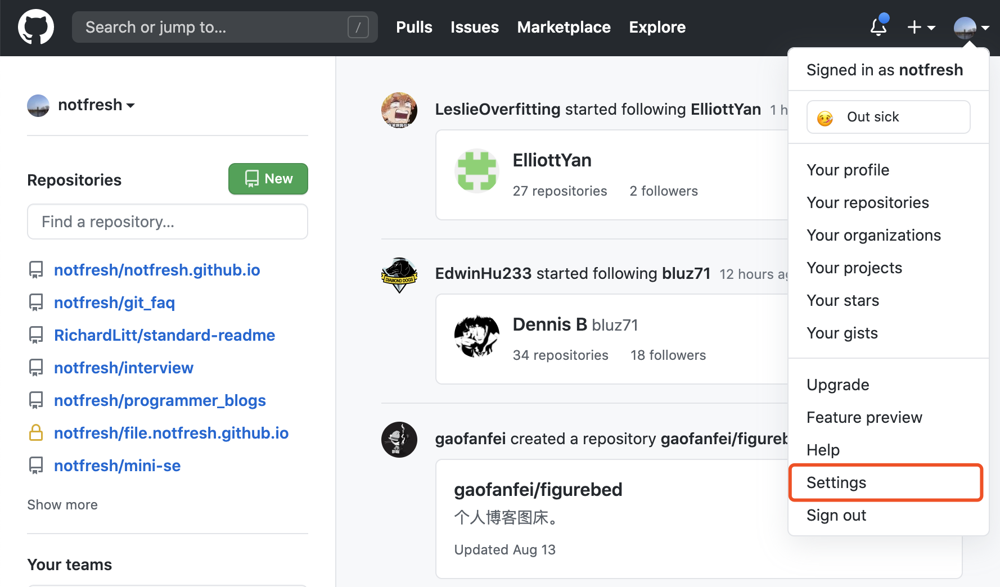 Search or jump to... /
Pulls Issues Marketplace Explore
notfresh
Repositories
New
Find a repository...
notfresh/notfresh.github.io
notfresh/git_faq
RichardLitt/standard-readme
notfresh/interview
notfresh/programmer_blogs
notfresh/file.notfresh.github.io
notfresh/mini-se
Show more
Your teams
LeslieOverfitting started following ElliottYan 1 h
ElliottYan
27 repositories 2 followers
EdwinHu233 started following bluz71 12 hours ag
DIAMOND DOGS
Dennis B bluz71
34 repositories 18 followers
gaofanfei created a repository gaofanfei/figureb
gaofanfei/figurebed
个人博客图床。
Updated Aug 13
Signed in as notfresh
Out sick
Your profile
Your repositories
Your organizations
Your projects
Your stars
Your gists
Upgrade
Feature preview
Help
Settings
Sign out